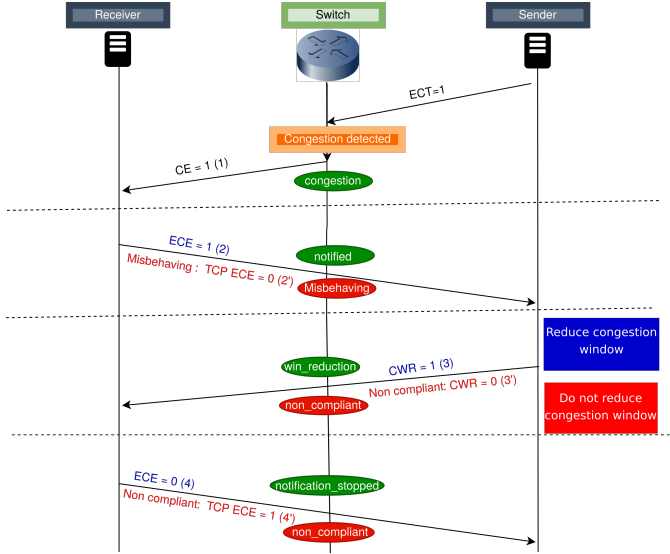 Receiver
Switch
Sender
ECT=1
Congestion detected
CE = 1 (1)
congestion
ECE = 1 (2)
notified
Misbehaving :  TCP ECE = 0 (2')
Misbehaving
Reduce congestion
window
win_reduction
CWR = 1 (3)
Non compliant: CWR = 0 (3')
non_compliant
Do not reduce
congestion window
ECE = 0 (4)
notification_stopped
Non compliant:  TCP ECE = 1 (4')
non_compliant